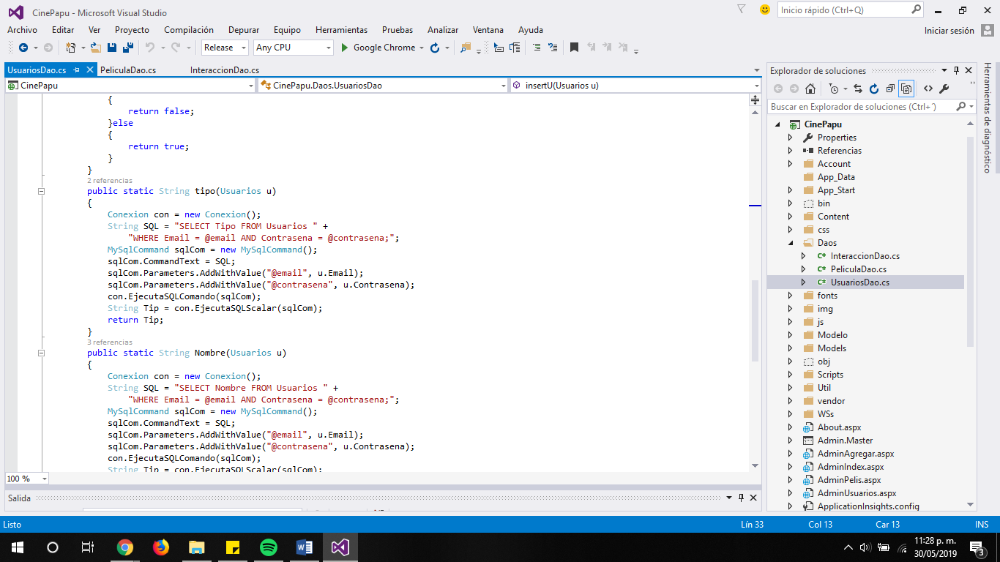 CinePapu - Microsoft Visual Studio
Inicio rápido (Ctrl+Q)
Archivo Editar Ver Proyecto Compilación Depurar Equipo Herramientas Pruebas Analizar Ventana Ayuda
Iniciar sesión
Release Any CPU Google Chrome
UsuariosDao.cs PeliculaDao.cs InteraccionDao.cs
CinePapu CinePapu.Daos.UsuariosDao insertU(Usuarios u)
{
return false;
}else
{
return true;
}
}
2 referencias
public static String tipo(Usuarios u)
{
Conexion con = new Conexion();
String SQL = "SELECT Tipo FROM Usuarios " +
"WHERE Email = @email AND Contrasena = @contrasena;";
MySqlCommand sqlCom = new MySqlCommand();
sqlCom.CommandText = SQL;
sqlCom.Parameters.AddWithValue("@email", u.Email);
sqlCom.Parameters.AddWithValue("@contrasena", u.Contrasena);
con.EjecutaSQLComando(sqlCom);
String Tip = con.EjecutaSQLScalar(sqlCom);
return Tip;
}
3 referencias
public static String Nombre(Usuarios u)
{
Conexion con = new Conexion();
String SQL = "SELECT Nombre FROM Usuarios " +
"WHERE Email = @email AND Contrasena = @contrasena;";
MySqlCommand sqlCom = new MySqlCommand();
sqlCom.CommandText = SQL;
sqlCom.Parameters.AddWithValue("@email", u.Email);
sqlCom.Parameters.AddWithValue("@contrasena", u.Contrasena);
con.EjecutaSQLComando(sqlCom);
String Tip = con.EjecutaSQLScalar(sqlCom);
100 %
Salida
Explorador de soluciones
Buscar en Explorador de soluciones (Ctrl+´)
CinePapu
Properties
Referencias
Account
App_Data
App_Start
bin
Content
css
Daos
C# InteraccionDao.cs
C# PeliculaDao.cs
C# UsuariosDao.cs
fonts
img
js
Modelo
Models
obj
Scripts
Util
vendor
WSs
About.aspx
Admin.Master
AdminAgregar.aspx
AdminIndex.aspx
AdminPelis.aspx
AdminUsuarios.aspx
ApplicationInsights.config
Herramientas de diagnóstico
Listo Lín 33 Col 13 Car 13 INS
11:28 p. m.
30/05/2019
3